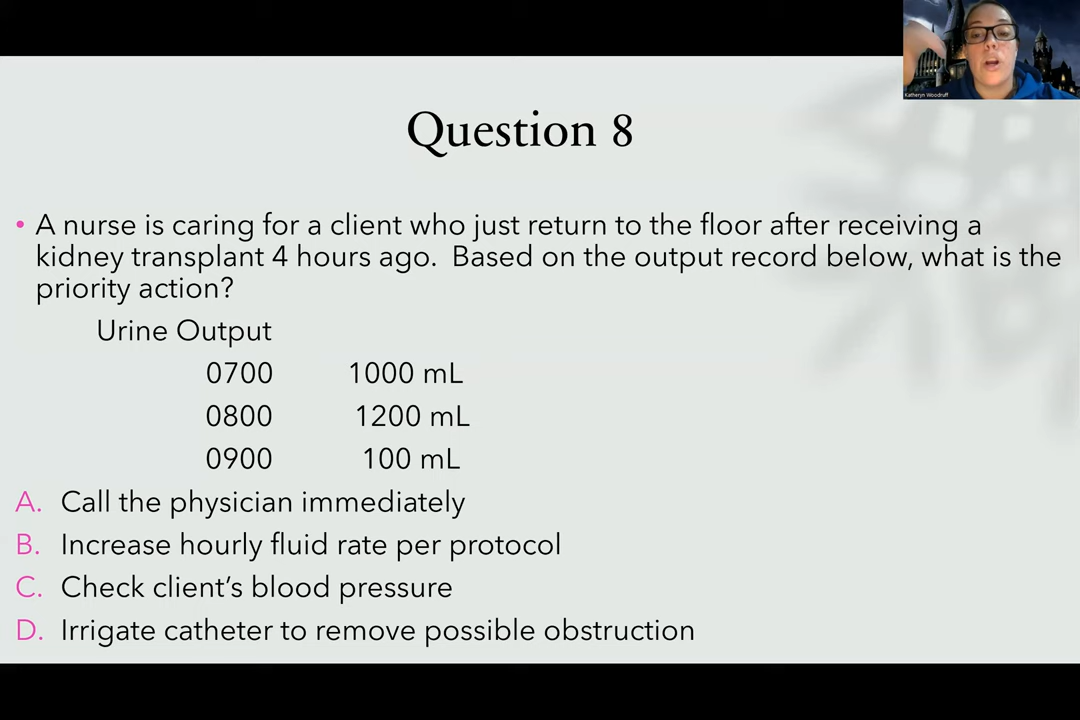 Katheryn Woodruff
Question 8
• A nurse is caring for a client who just return to the floor after receiving a
kidney transplant 4 hours ago.  Based on the output record below, what is the
priority action?
Urine Output
0700 1000 mL
0800 1200 mL
0900 100 mL
A. Call the physician immediately
B. Increase hourly fluid rate per protocol
C. Check client’s blood pressure
D. Irrigate catheter to remove possible obstruction